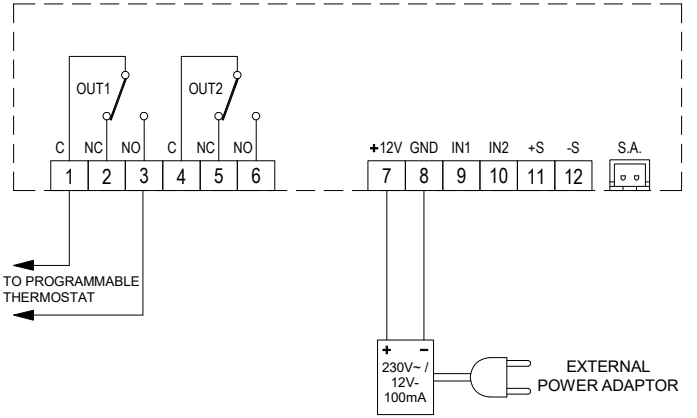 OUT1 OUT2
C NC NO C NC NO +12V GND IN1 IN2 +S -S S.A.
1 2 3 4 5 6 7 8 9 10 11 12
TO PROGRAMMABLE
THERMOSTAT
+ −
230V~ /
12V-
100mA
EXTERNAL
POWER ADAPTOR